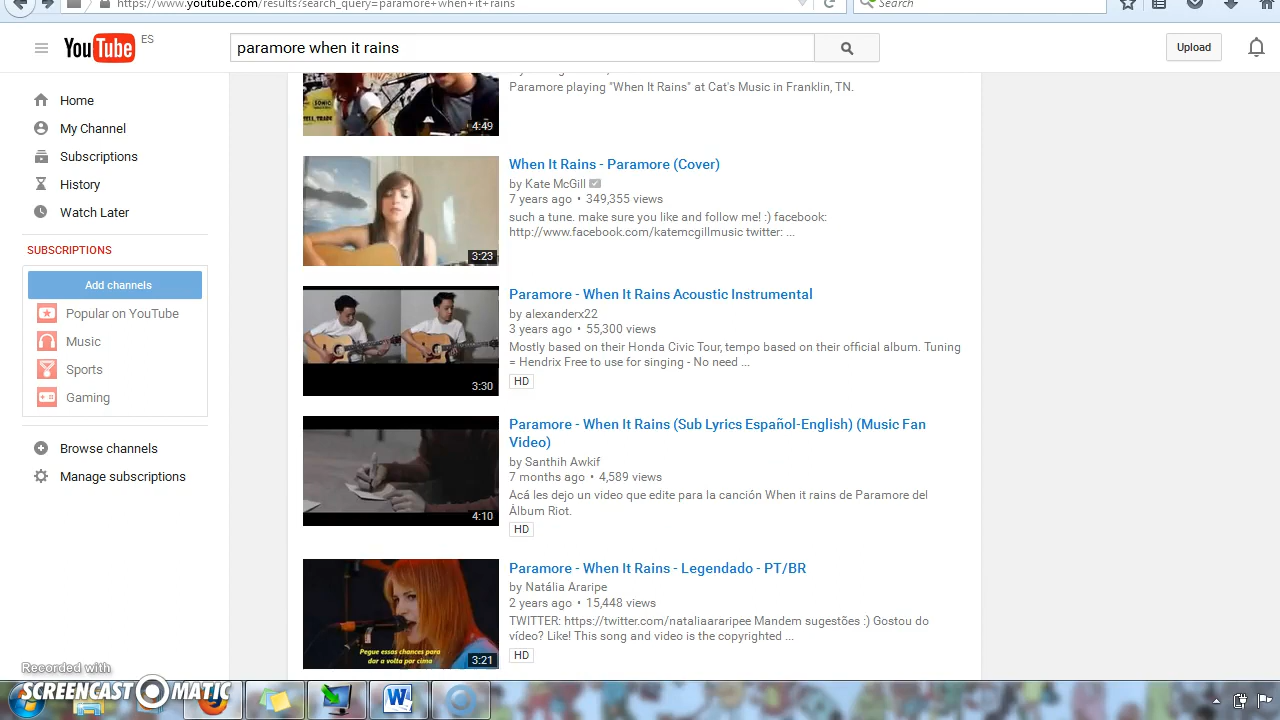 https://www.youtube.com/results?search_query=paramore+when+it+rains
Search
YouTube ES
paramore when it rains
Upload
Home
My Channel
Subscriptions
History
Watch Later
SUBSCRIPTIONS
Add channels
Popular on YouTube
Music
Sports
Gaming
Browse channels
Manage subscriptions
SONIC
4:49
Paramore playing "When It Rains" at Cat's Music in Franklin, TN.
3:23
When It Rains - Paramore (Cover)
by Kate McGill
7 years ago • 349,355 views
such a tune. make sure you like and follow me! :) facebook:
http://www.facebook.com/katemcgillmusic twitter: ...
3:30
Paramore - When It Rains Acoustic Instrumental
by alexanderx22
3 years ago • 55,300 views
Mostly based on their Honda Civic Tour, tempo based on their official album. Tuning
= Hendrix Free to use for singing - No need ...
HD
4:10
Paramore - When It Rains (Sub Lyrics Español-English) (Music Fan
Video)
by Santhih Awkif
7 months ago • 4,589 views
Acá les dejo un video que edite para la canción When it rains de Paramore del
Álbum Riot.
HD
Pegue essas chances para
dar a volta por cima
3:21
Paramore - When It Rains - Legendado - PT/BR
by Natália Araripe
2 years ago • 15,448 views
TWITTER: https://twitter.com/nataliaararipee Mandem sugestões :) Gostou do
vídeo? Like! This song and video is the copyrighted ...
HD
Recorded with
SCREENCAST-O-MATIC
W